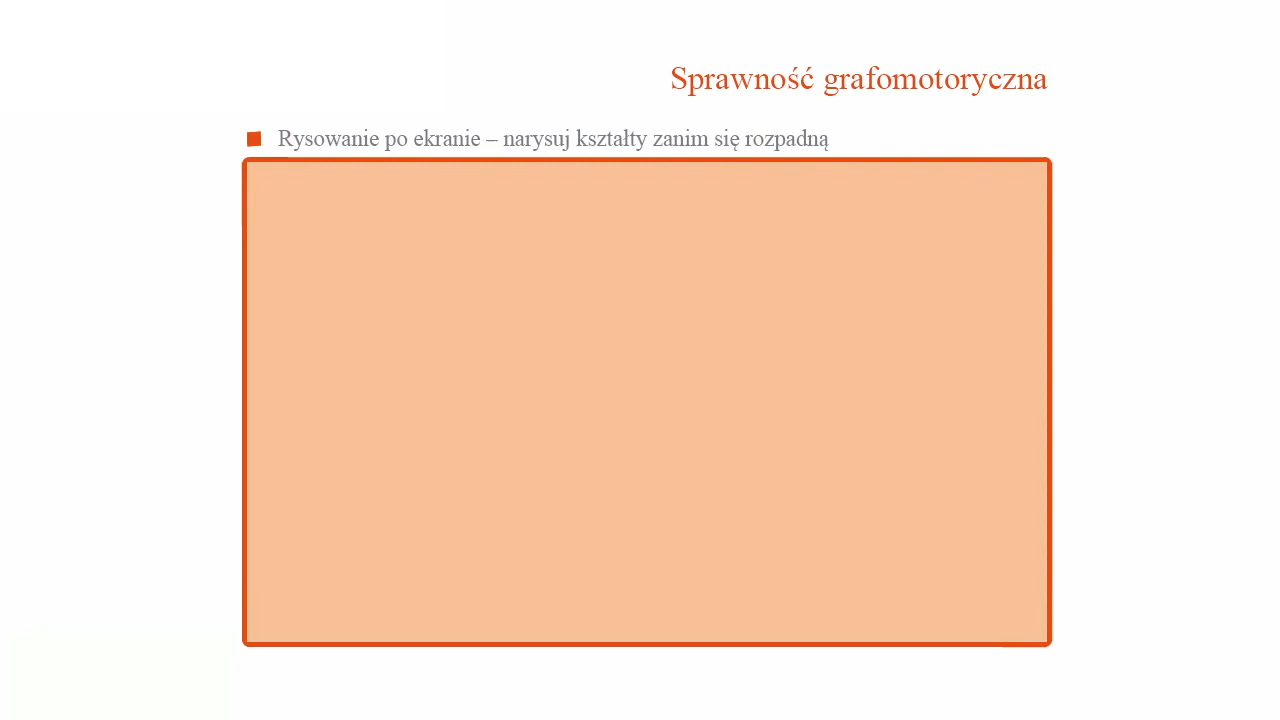 Sprawność grafomotoryczna
Rysowanie po ekranie – narysuj kształty zanim się rozpadną